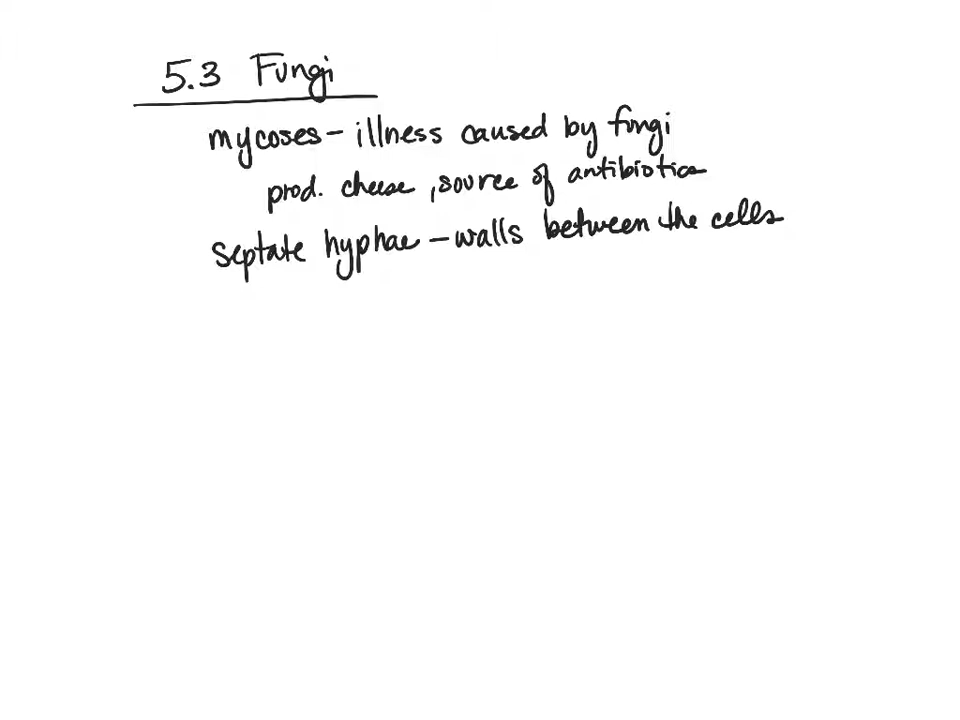 5.3 Fungi
mycoses - illness caused by fungi
prod. cheese, source of antibiotics
septate hyphae - walls between the cells